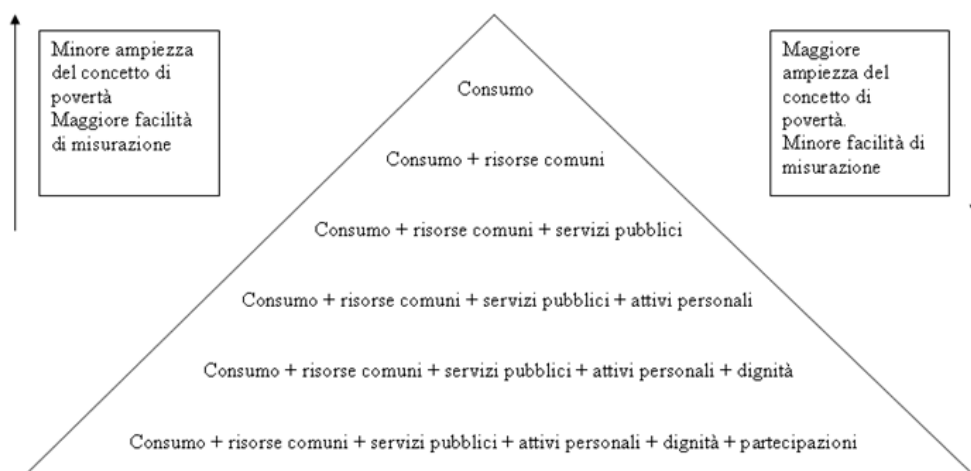 Minore ampiezza
del concetto di
povertà
Maggiore facilità
di misurazione
Maggiore
ampiezza del
concetto di
povertà.
Minore facilità di
misurazione
Consumo
Consumo + risorse comuni
Consumo + risorse comuni + servizi pubblici
Consumo + risorse comuni + servizi pubblici + attivi personali
Consumo + risorse comuni + servizi pubblici + attivi personali + dignità
Consumo + risorse comuni + servizi pubblici + attivi personali + dignità + partecipazioni